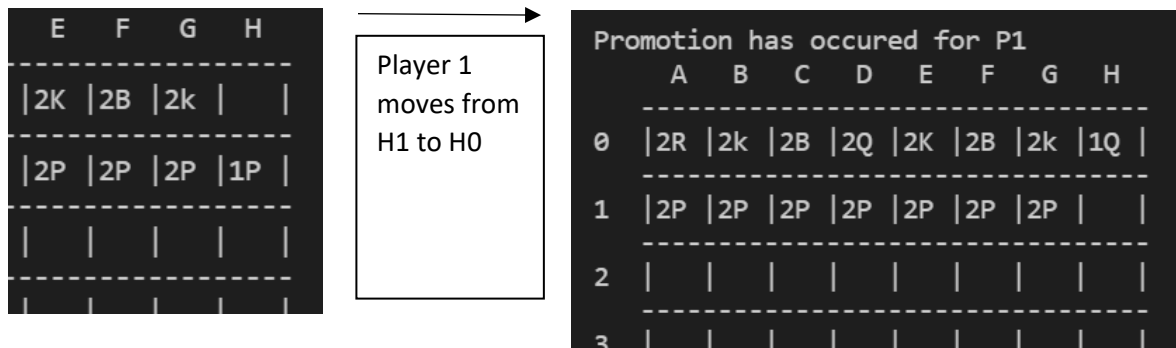 E F G H
|2K |2B |2k | |
|2P |2P |2P |1P |
| | | | |
| | | | |
Player 1
moves from
H1 to H0
Promotion has occured for P1
A B C D E F G H
0 |2R |2k |2B |2Q |2K |2B |2k |1Q |
1 |2P |2P |2P |2P |2P |2P |2P | |
2 | | | | | | | | |
3 | | | | | | | | |